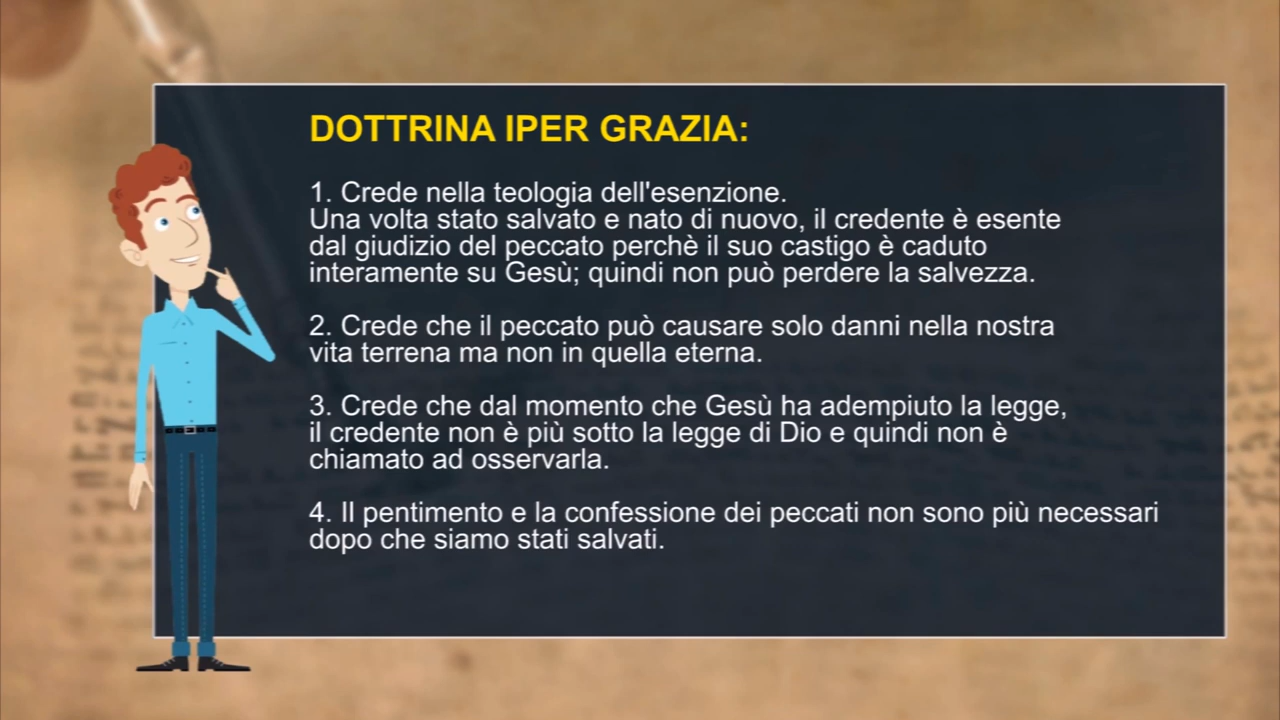 DOTTRINA IPER GRAZIA:
1. Crede nella teologia dell'esenzione.
Una volta stato salvato e nato di nuovo, il credente è esente
dal giudizio del peccato perchè il suo castigo è caduto
interamente su Gesù; quindi non può perdere la salvezza.
2. Crede che il peccato può causare solo danni nella nostra
vita terrena ma non in quella eterna.
3. Crede che dal momento che Gesù ha adempiuto la legge,
il credente non è più sotto la legge di Dio e quindi non è
chiamato ad osservarla.
4. Il pentimento e la confessione dei peccati non sono più necessari
dopo che siamo stati salvati.